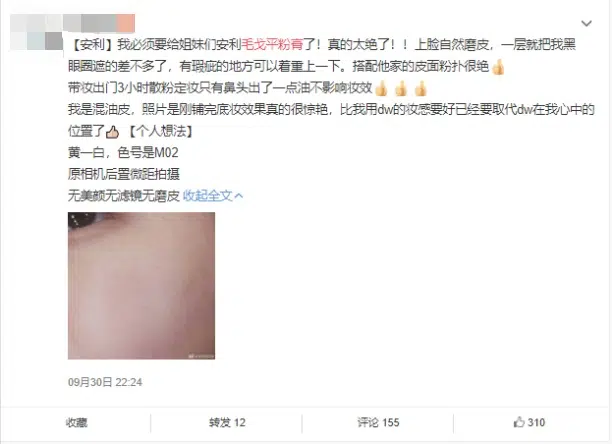 【安利】我必须要给姐妹们安利毛戈平粉膏了！真的太绝了！！上脸自然磨皮，一层就把我黑
眼圈遮的差不多了，有瑕疵的地方可以着重上一下。搭配他家的皮面粉扑很绝👍
带妆出门3小时散粉定妆只有鼻头出了一点油不影响妆效👍👍👍
我是混油皮，照片是刚铺完底妆效果真的很惊艳，比我用dw的妆感要好已经要取代dw在我心中的
位置了👍【个人想法】
黄一白，色号是M02
原相机后置微距拍摄
无美颜无滤镜无磨皮 收起全文
09月30日 22:24
收藏 转发 12 评论 155 310